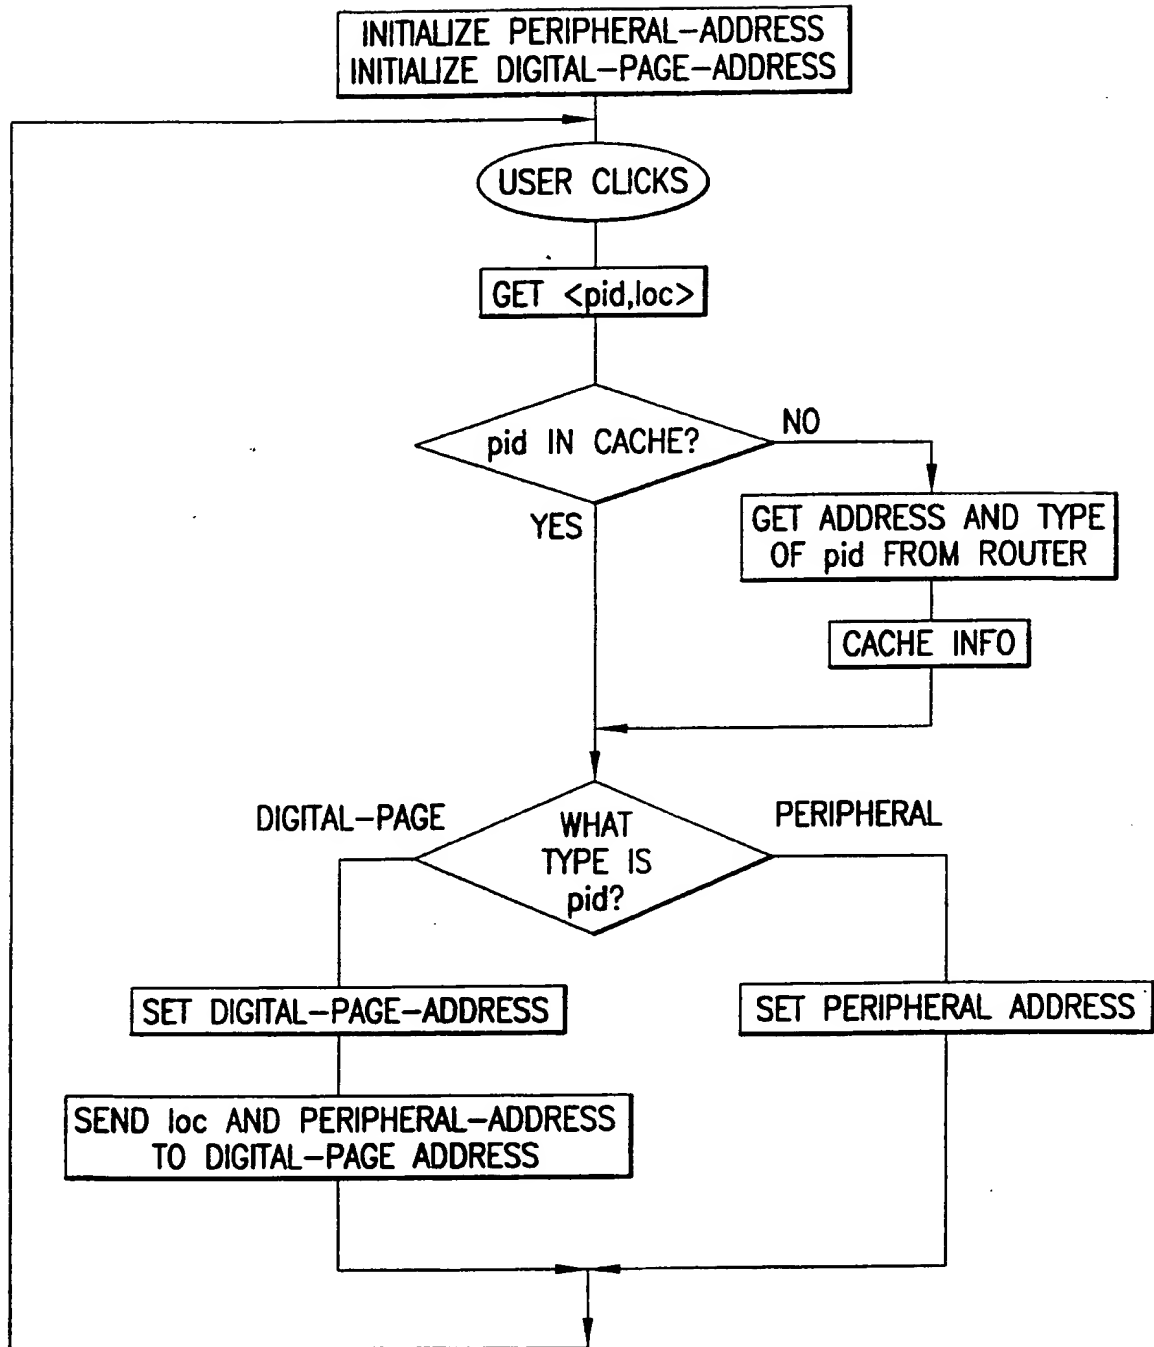 INITIALIZE PERIPHERAL-ADDRESS
INITIALIZE DIGITAL-PAGE-ADDRESS
USER CLICKS
GET <pid,loc>
pid IN CACHE?
NO
YES
GET ADDRESS AND TYPE
OF pid FROM ROUTER
CACHE INFO
DIGITAL-PAGE
WHAT
TYPE IS
pid?
PERIPHERAL
SET DIGITAL-PAGE-ADDRESS
SET PERIPHERAL ADDRESS
SEND loc AND PERIPHERAL-ADDRESS
TO DIGITAL-PAGE ADDRESS